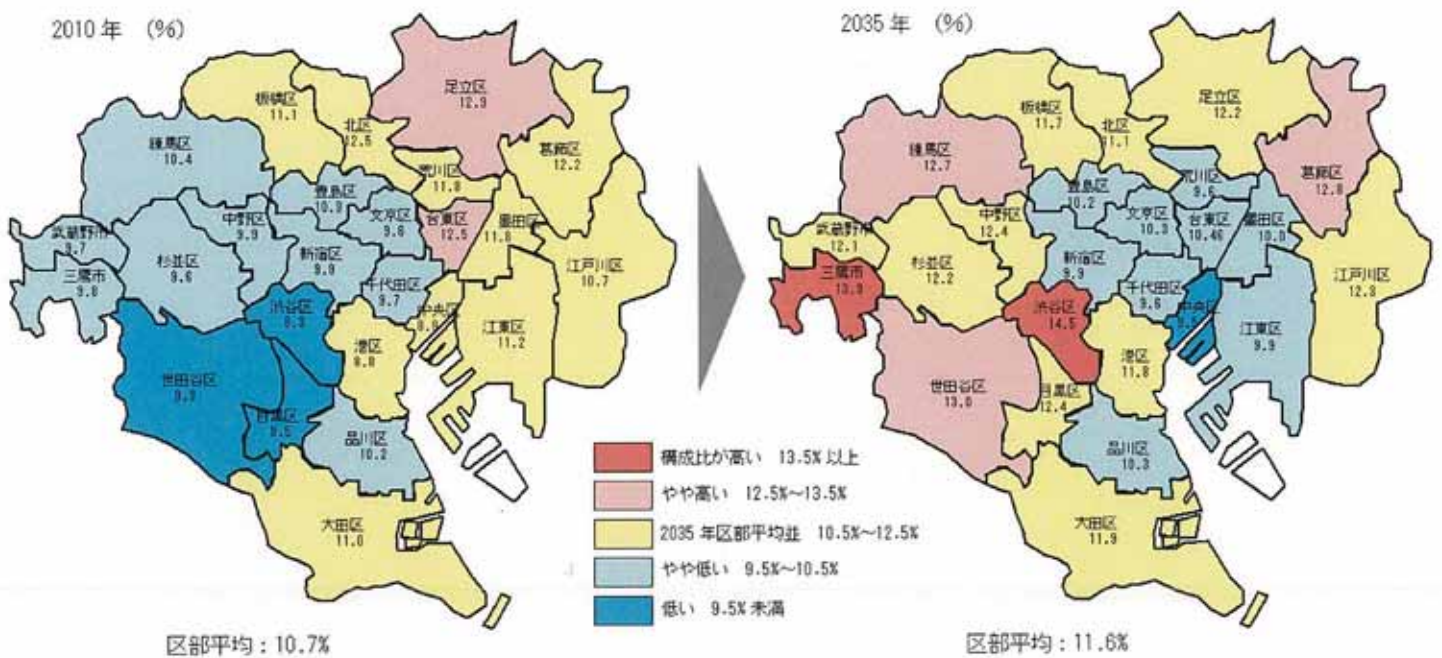 2010年 (%)
板橋区
11.1
北区
12.5
足立区
12.9
葛飾区
12.2
荒川区
11.8
練馬区
10.4
豊島区
10.9
文京区
9.6
台東区
12.5
墨田区
11.8
中野区
9.9
武蔵野市
9.7
杉並区
9.6
新宿区
9.9
千代田区
9.7
江戸川区
10.7
三鷹市
9.8
渋谷区
中央区
江東区
11.2
港区
8.8
世田谷区
目黒区
9.5
品川区
10.2
大田区
11.0
区部平均:10.7%
2035年 (%)
板橋区
11.7
北区
11.1
足立区
12.2
葛飾区
12.8
練馬区
12.7
豊島区
10.2
荒川区
9.6
文京区
10.3
台東区
10.46
墨田区
10.0
武蔵野市
12.1
中野区
12.4
杉並区
12.2
新宿区
9.9
千代田区
9.6
江戸川区
12.3
三鷹市
13.9
渋谷区
14.5
中央区
江東区
9.9
港区
11.8
世田谷区
13.0
目黒区
12.4
品川区
10.3
大田区
11.9
区部平均:11.6%
構成比が高い 13.5%以上
やや高い 12.5%～13.5%
2035年区部平均並 10.5%～12.5%
やや低い 9.5%～10.5%
低い 9.5%未満